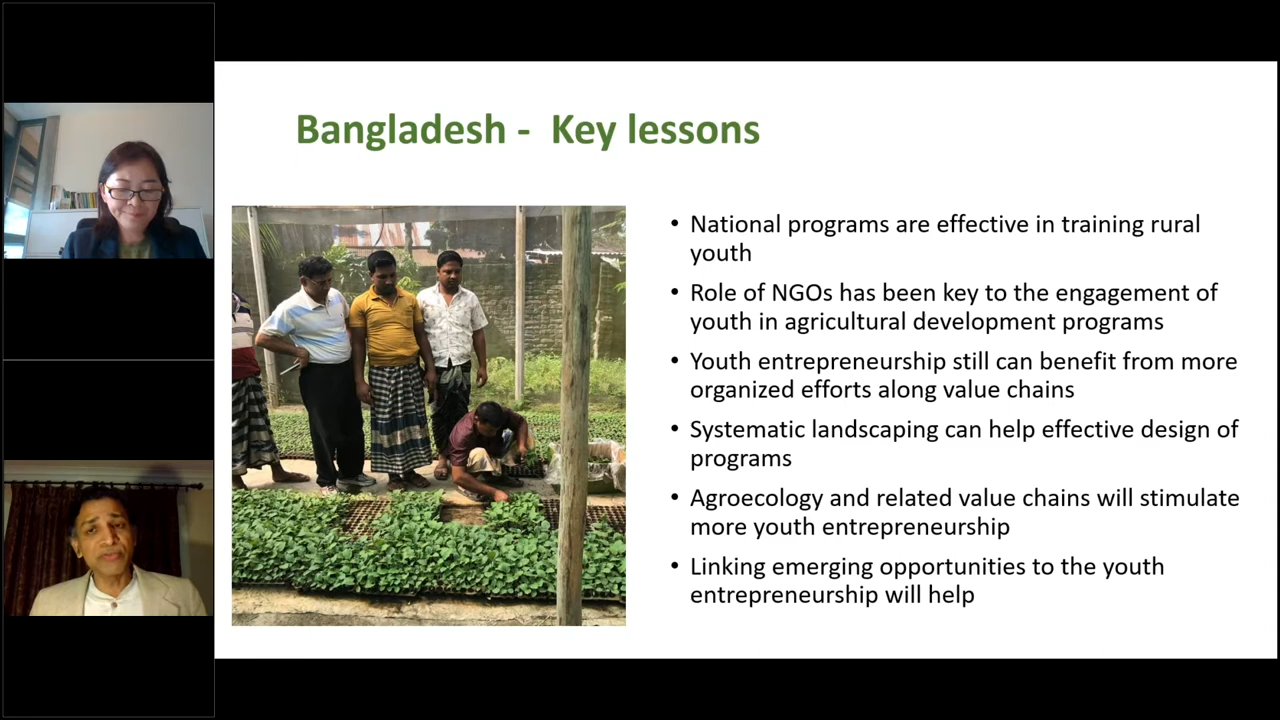 Bangladesh -  Key lessons
• National programs are effective in training rural
youth
• Role of NGOs has been key to the engagement of
youth in agricultural development programs
• Youth entrepreneurship still can benefit from more
organized efforts along value chains
• Systematic landscaping can help effective design of
programs
• Agroecology and related value chains will stimulate
more youth entrepreneurship
• Linking emerging opportunities to the youth
entrepreneurship will help